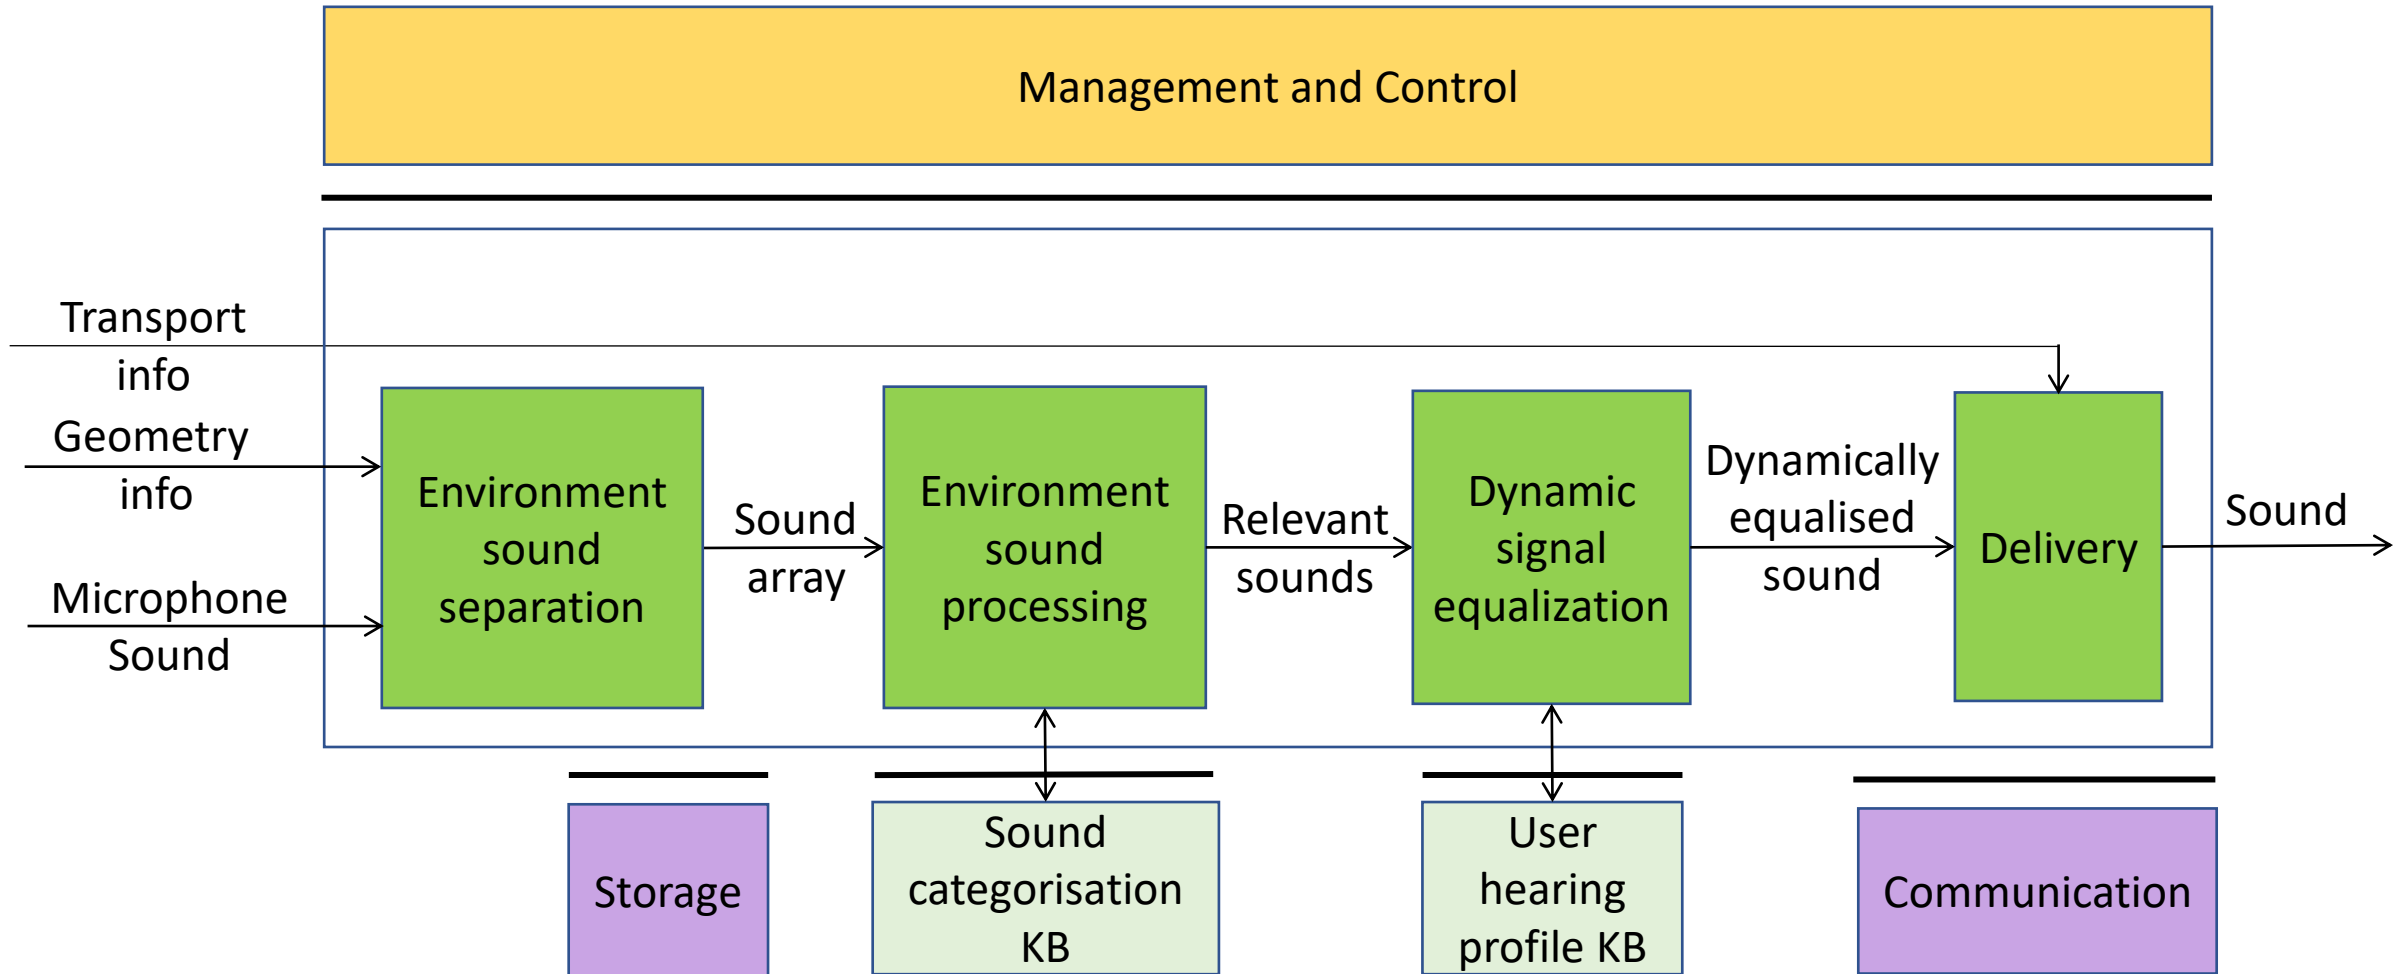 Management and Control
Transport
info
Geometry
info
Microphone
Sound
Environment
sound
separation
Sound
array
Environment
sound
processing
Relevant
sounds
Dynamic
signal
equalization
Dynamically
equalised
sound
Delivery
Sound
Storage
Sound
categorisation
KB
User
hearing
profile KB
Communication